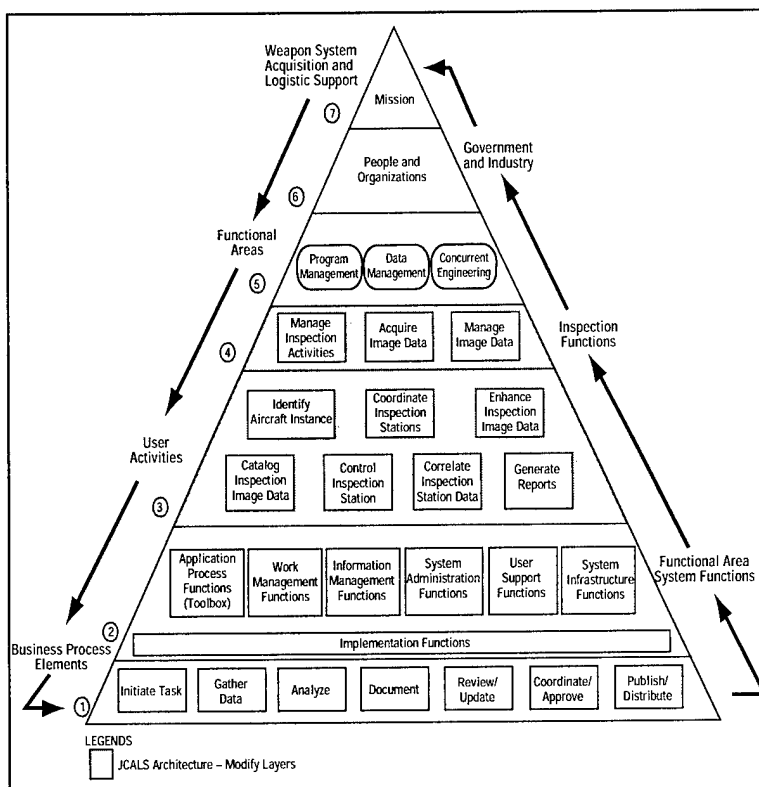 Weapon System
Acquisition and
Logistic Support
Mission
7
Government
and Industry
People and
Organizations
6
Functional
Areas
Program
Management
Data
Management
Concurrent
Engineering
5
Manage
Inspection
Activities
Acquire
Image Data
Manage
Image Data
Inspection
Functions
4
Identify
Aircraft Instance
Coordinate
Inspection
Stations
Enhance
Inspection
Image Data
User
Activities
Catalog
Inspection
Image Data
Control
Inspection
Station
Correlate
Inspection
Station Data
Generate
Reports
3
Application
Process
Functions
(Toolbox)
Work
Management
Functions
Information
Management
Functions
System
Administration
Functions
User
Support
Functions
System
Infrastructure
Functions
Functional Area
System Functions
2
Business Process
Elements
Implementation Functions
1
Initiate Task
Gather
Data
Analyze
Document
Review/
Update
Coordinate/
Approve
Publish/
Distribute
LEGENDS
JCALS Architecture – Modify Layers